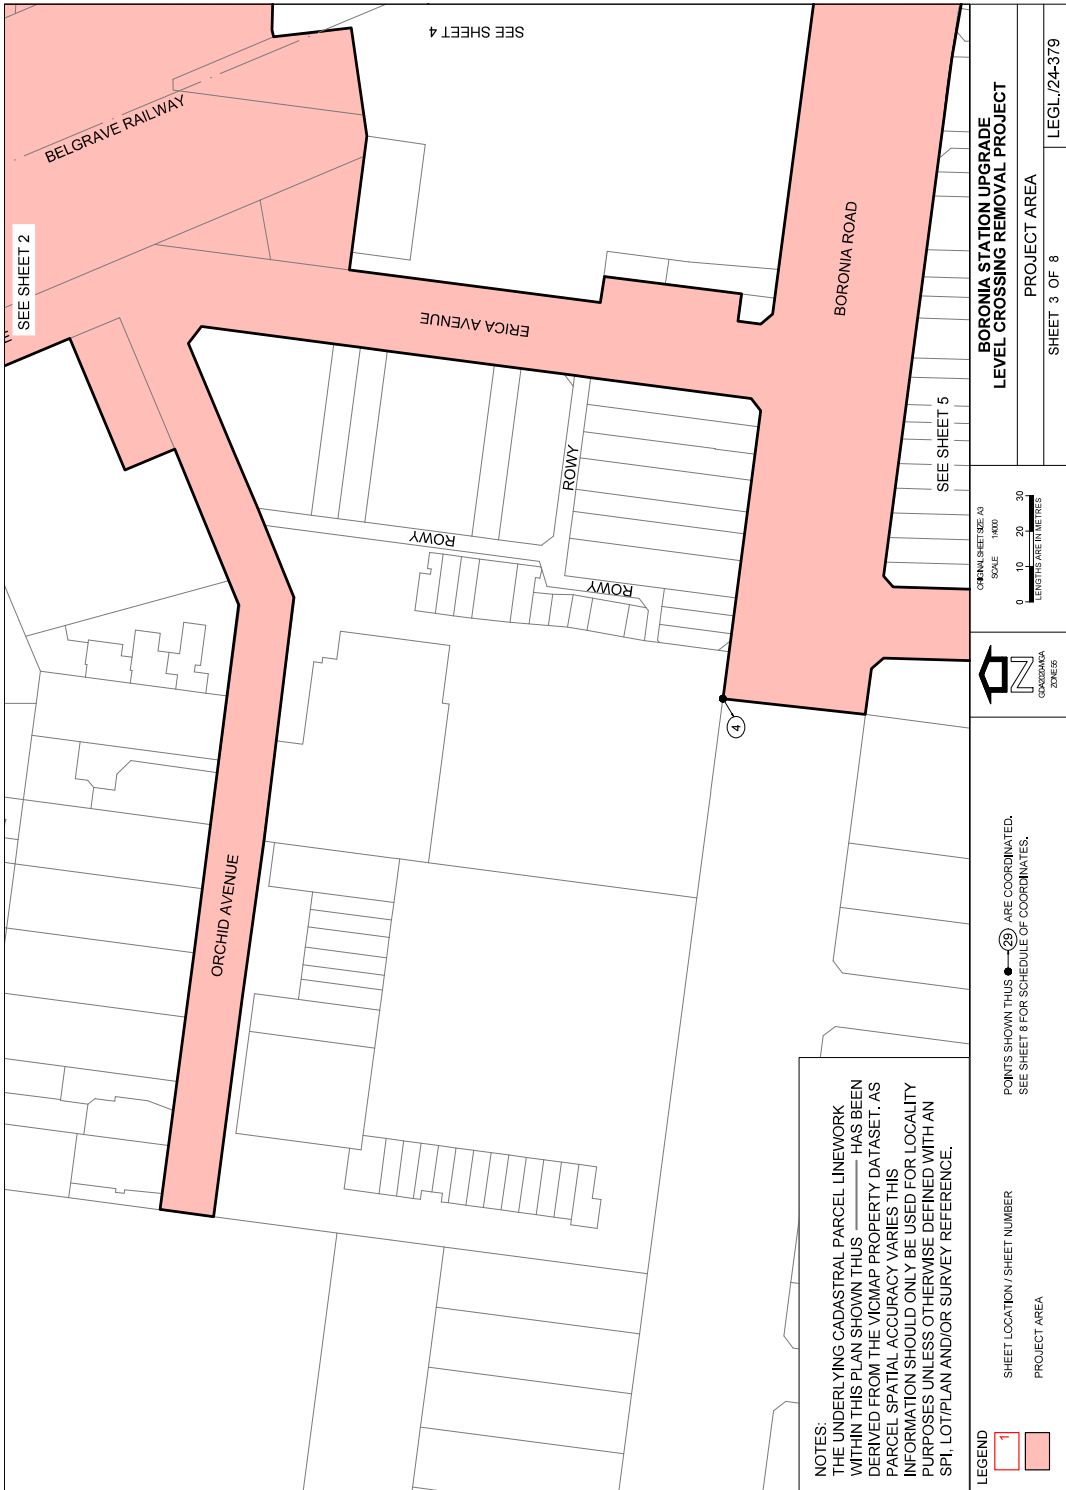 SEE SHEET 2
BELGRAVE RAILWAY
SEE SHEET 4
ERICA AVENUE
BORONIA ROAD
ROWY
ROWY
ROWY
ORCHID AVENUE
SEE SHEET 5
4
NOTES:
THE UNDERLYING CADASTRAL PARCEL LINEWORK
WITHIN THIS PLAN SHOWN THUS HAS BEEN
DERIVED FROM THE VICMAP PROPERTY DATASET. AS
PARCEL SPATIAL ACCURACY VARIES THIS
INFORMATION SHOULD ONLY BE USED FOR LOCALITY
PURPOSES UNLESS OTHERWISE DEFINED WITH AN
SPI, LOT/PLAN AND/OR SURVEY REFERENCE.
LEGEND
1
SHEET LOCATION / SHEET NUMBER
PROJECT AREA
POINTS SHOWN THUS 29 ARE COORDINATED.
SEE SHEET 8 FOR SCHEDULE OF COORDINATES.
N
GDA2020 MGA
ZONE 55
ORIGINAL SHEET SIZE: A3
SCALE 1:1000
0 10 20 30
LENGTHS ARE IN METRES
BORONIA STATION UPGRADE
LEVEL CROSSING REMOVAL PROJECT
PROJECT AREA
SHEET 3 OF 8
LEGL./24-379